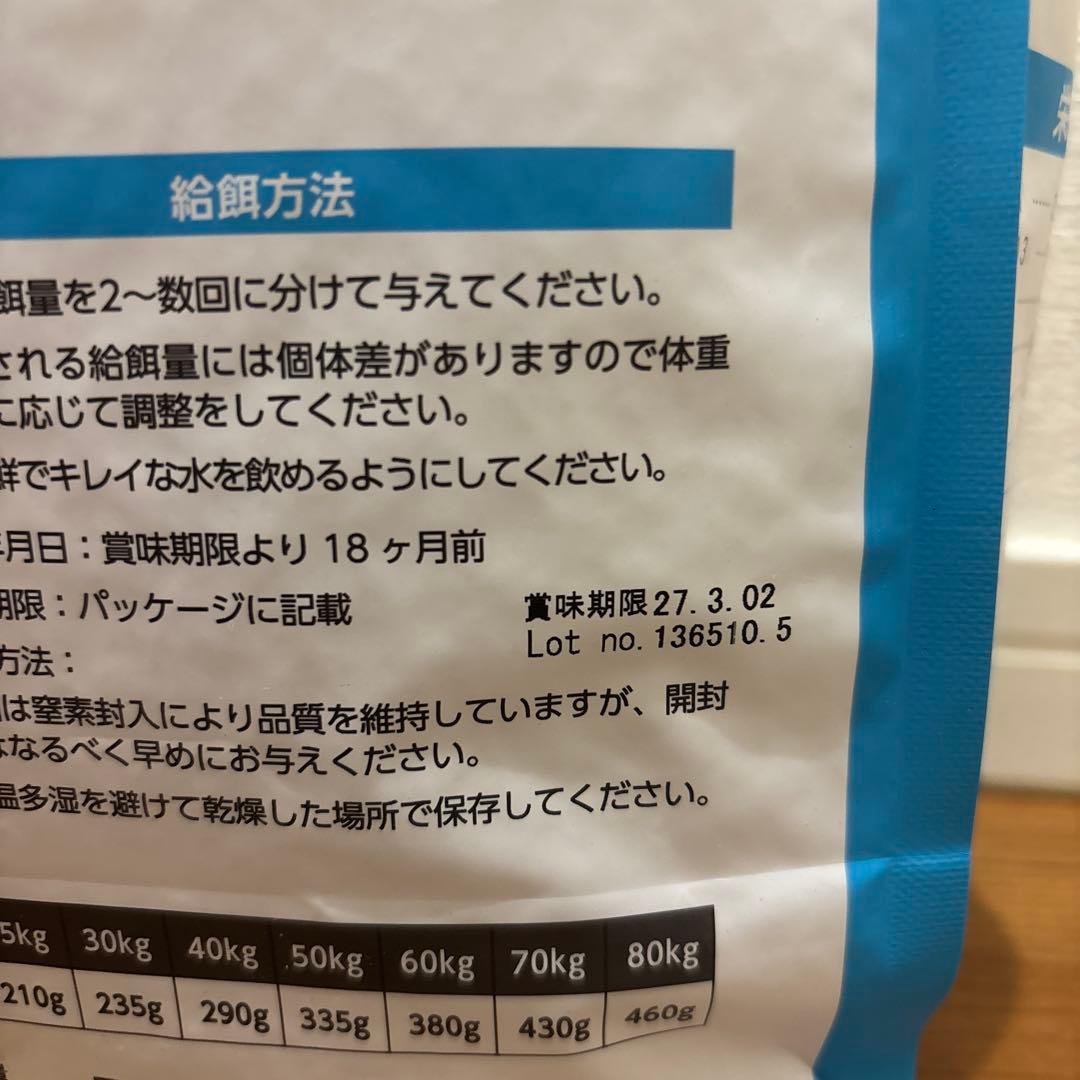 給餌方法
餌量を2〜数回に分けて与えてください。
される給餌量には個体差がありますので体重
に応じて調整をしてください。
鮮でキレイな水を飲めるようにしてください。
年月日：賞味期限より 18 ヶ月前
期限：パッケージに記載
賞味期限27.3.02
Lot no.136510.5
方法：
は窒素封入により品質を維持していますが、開封
なるべく早めにお与えください。
温多湿を避けて乾燥した場所で保存してください。
5kg 30kg 40kg 50kg 60kg 70kg 80kg
210g 235g 290g 335g 380g 430g 460g